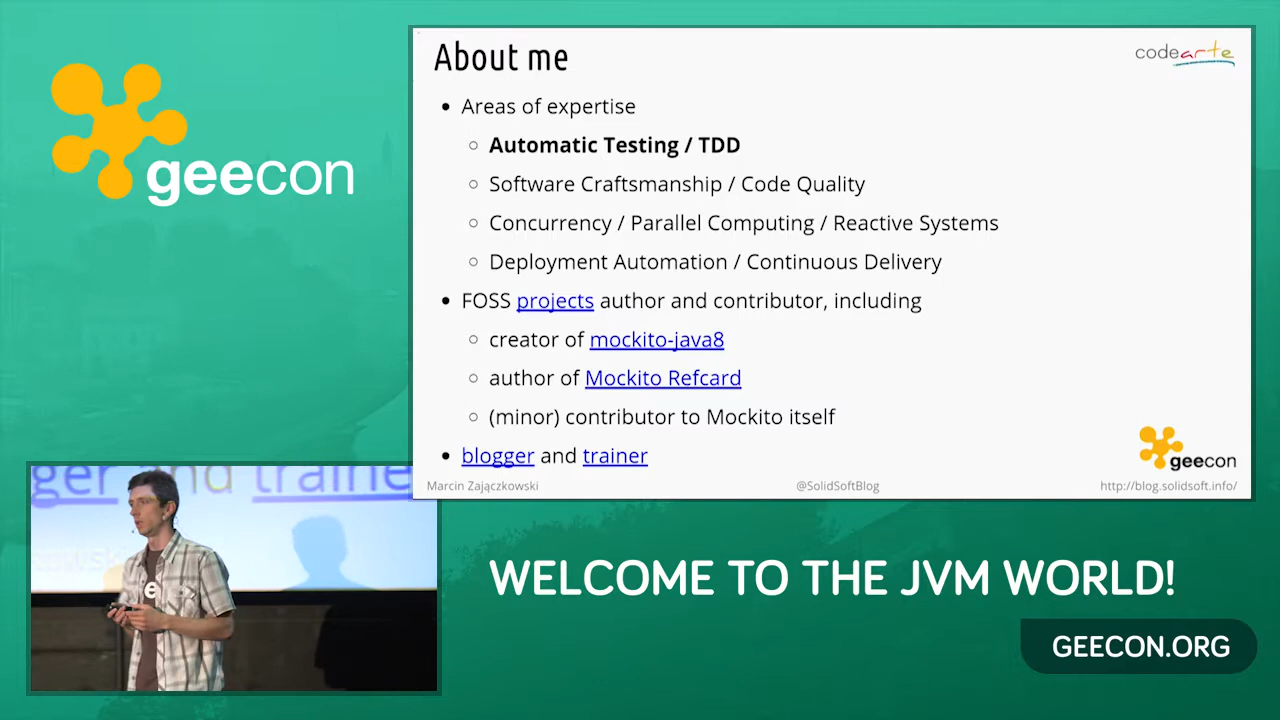 geecon
About me
codearte
• Areas of expertise
○ Automatic Testing / TDD
○ Software Craftsmanship / Code Quality
○ Concurrency / Parallel Computing / Reactive Systems
○ Deployment Automation / Continuous Delivery
• FOSS projects author and contributor, including
○ creator of mockito-java8
○ author of Mockito Refcard
○ (minor) contributor to Mockito itself
• blogger and trainer
geecon
Marcin Zajączkowski
@SolidSoftBlog
http://blog.solidsoft.info/
ger and traine
WELCOME TO THE JVM WORLD!
GEECON.ORG